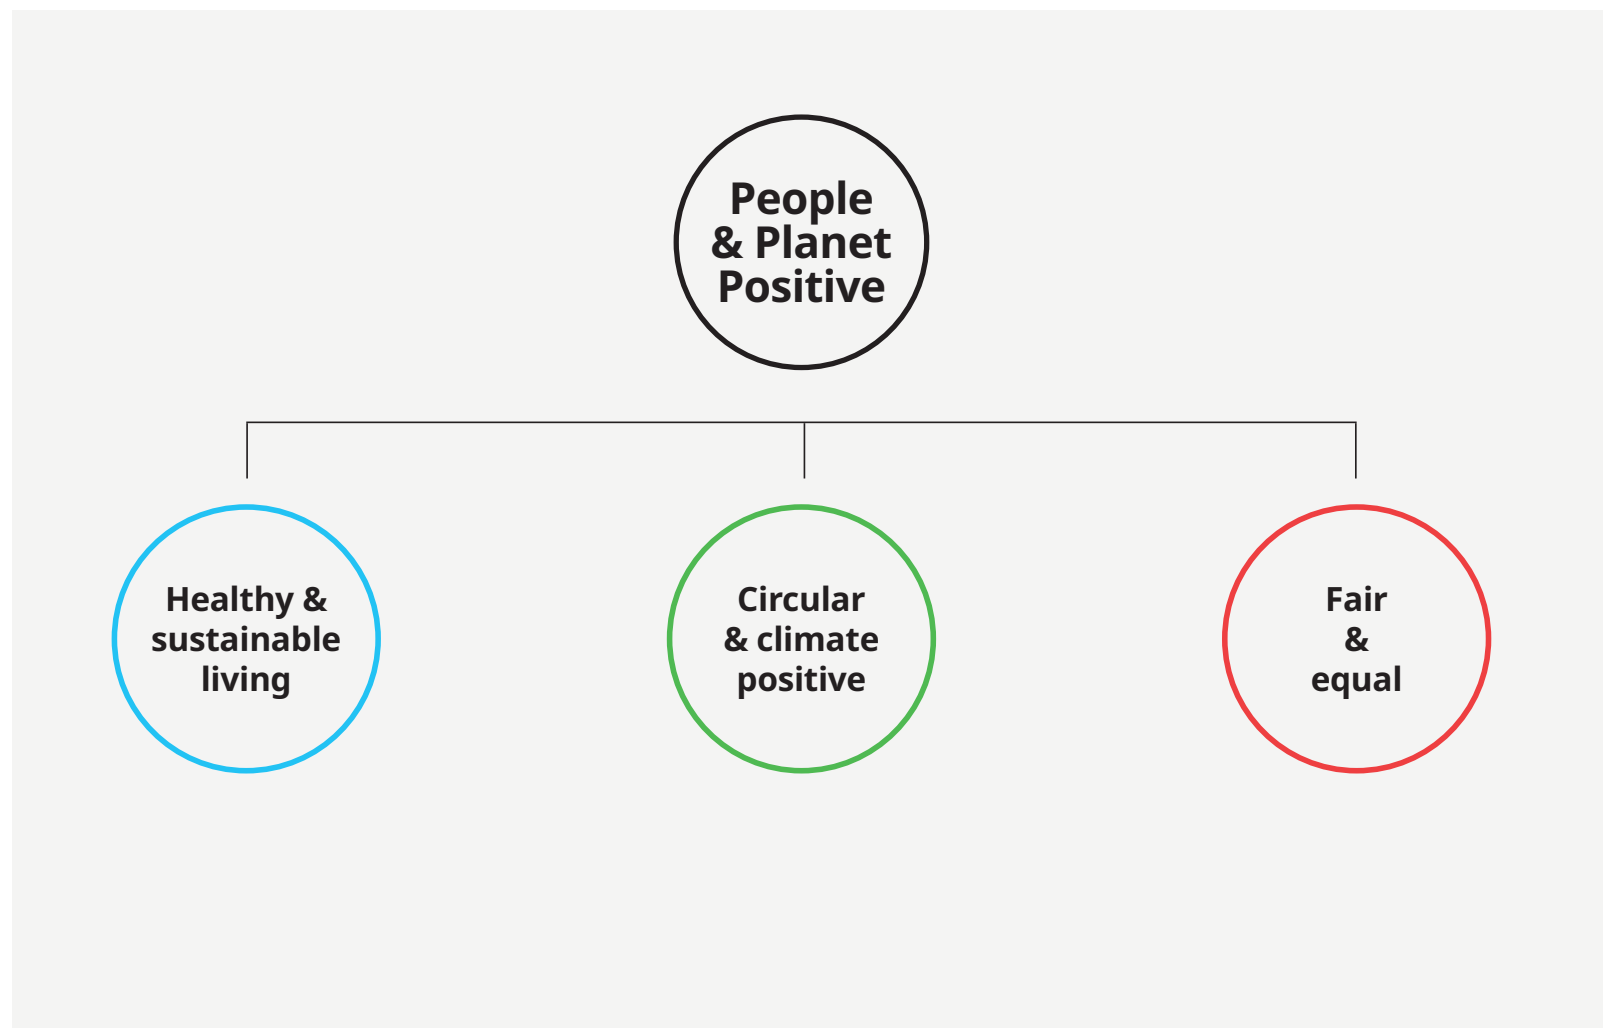 People
& Planet
Positive
Healthy &
sustainable
living
Circular
& climate
positive
Fair
&
equal